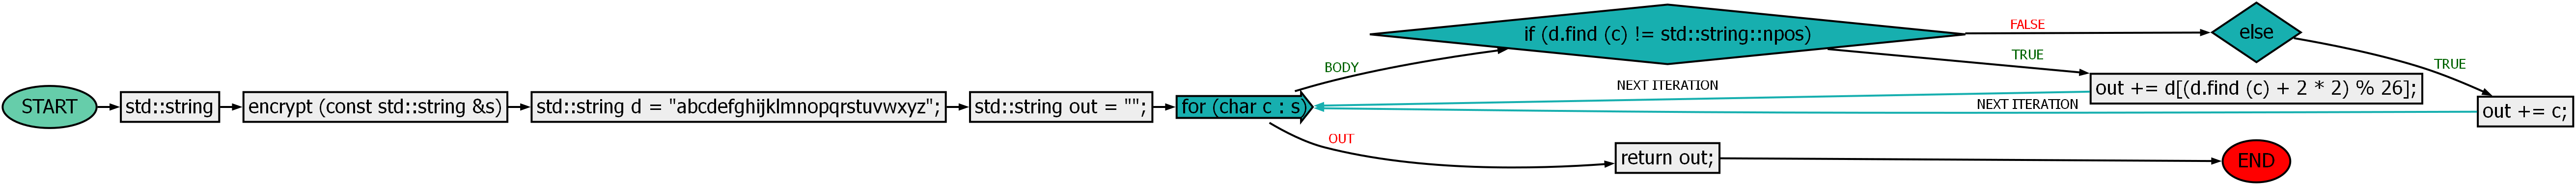 START
std::string
encrypt (const std::string &s)
std::string d = "abcdefghijklmnopqrstuvwxyz";
std::string out = "";
for (char c : s)
BODY
if (d.find (c) != std::string::npos)
FALSE
else
TRUE
TRUE
NEXT ITERATION
out += d[(d.find (c) + 2 * 2) % 26];
NEXT ITERATION
out += c;
OUT
return out;
END